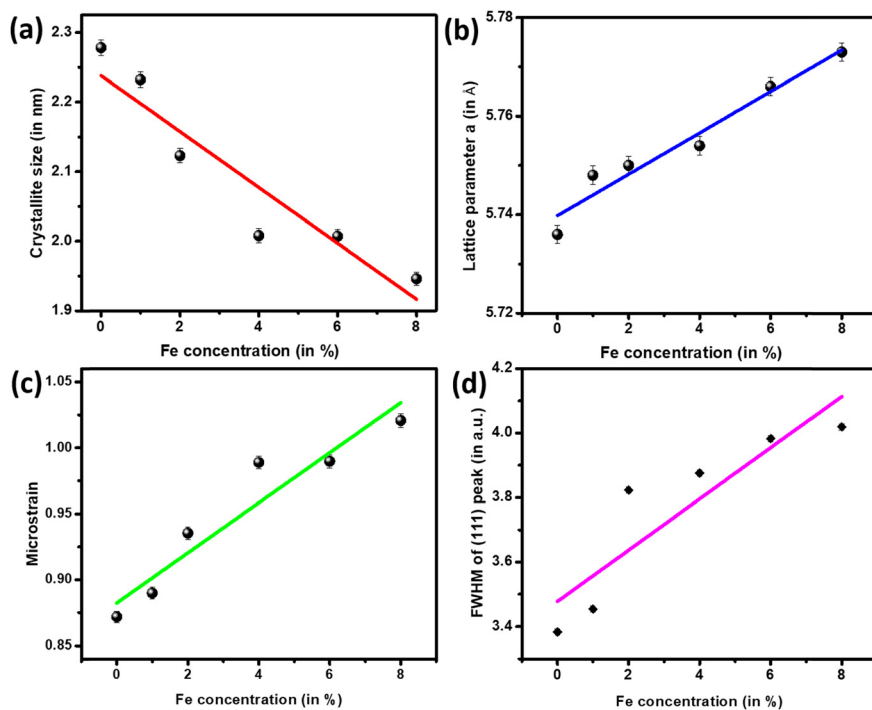 (a)
2.3
2.2
2.1
2.0
1.9
Crystallite size (in nm)
0 2 4 6 8
Fe concentration (in %)
(b)
5.78
5.76
5.74
5.72
Lattice parameter a (in Å)
0 2 4 6 8
Fe concentration (in %)
(c)
1.05
1.00
0.95
0.90
0.85
Microstrain
0 2 4 6 8
Fe concentration (in %)
(d)
4.2
4.0
3.8
3.6
3.4
FWHM of (111) peak (in a.u.)
0 2 4 6 8
Fe concentration (in %)